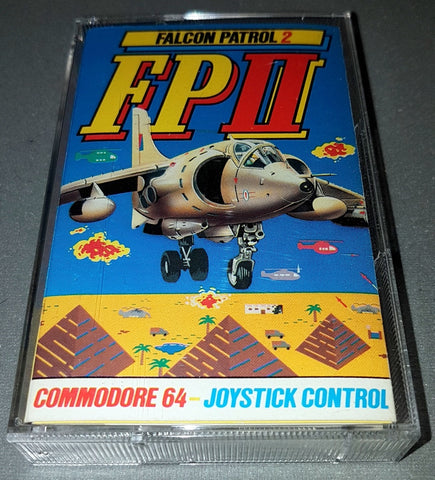 FALCON PATROL 2
FPII
COMMODORE 64-JOYSTICK CONTROL